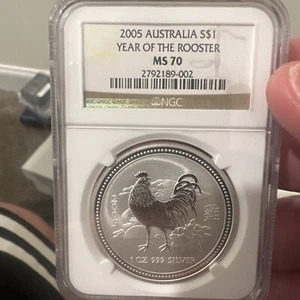 2005 AUSTRALIA S$1
YEAR OF THE ROOSTER
MS 70
2792189-002
NGC
1 OZ 999 SILVER